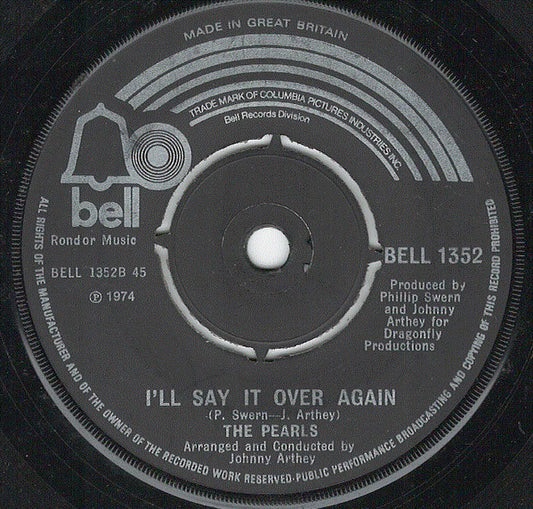 MADE IN GREAT BRITAIN
TRADE MARK OF COLUMBIA PICTURES INDUSTRIES INC.
Bell Records Division
bell
Rondor Music
BELL 1352B 45
℗ 1974
BELL 1352
Produced by
Phillip Swern
and Johnny
Arthey for
Dragonfly
Productions
I'LL SAY IT OVER AGAIN
(P. Swern—J. Arthey)
THE PEARLS
Arranged and Conducted by
Johnny Arthey
ALL RIGHTS OF THE MANUFACTURER AND OF THE OWNER OF THE RECORDED WORK RESERVED·PUBLIC PERFORMANCE BROADCASTING AND COPYING OF THIS RECORD PROHIBITED